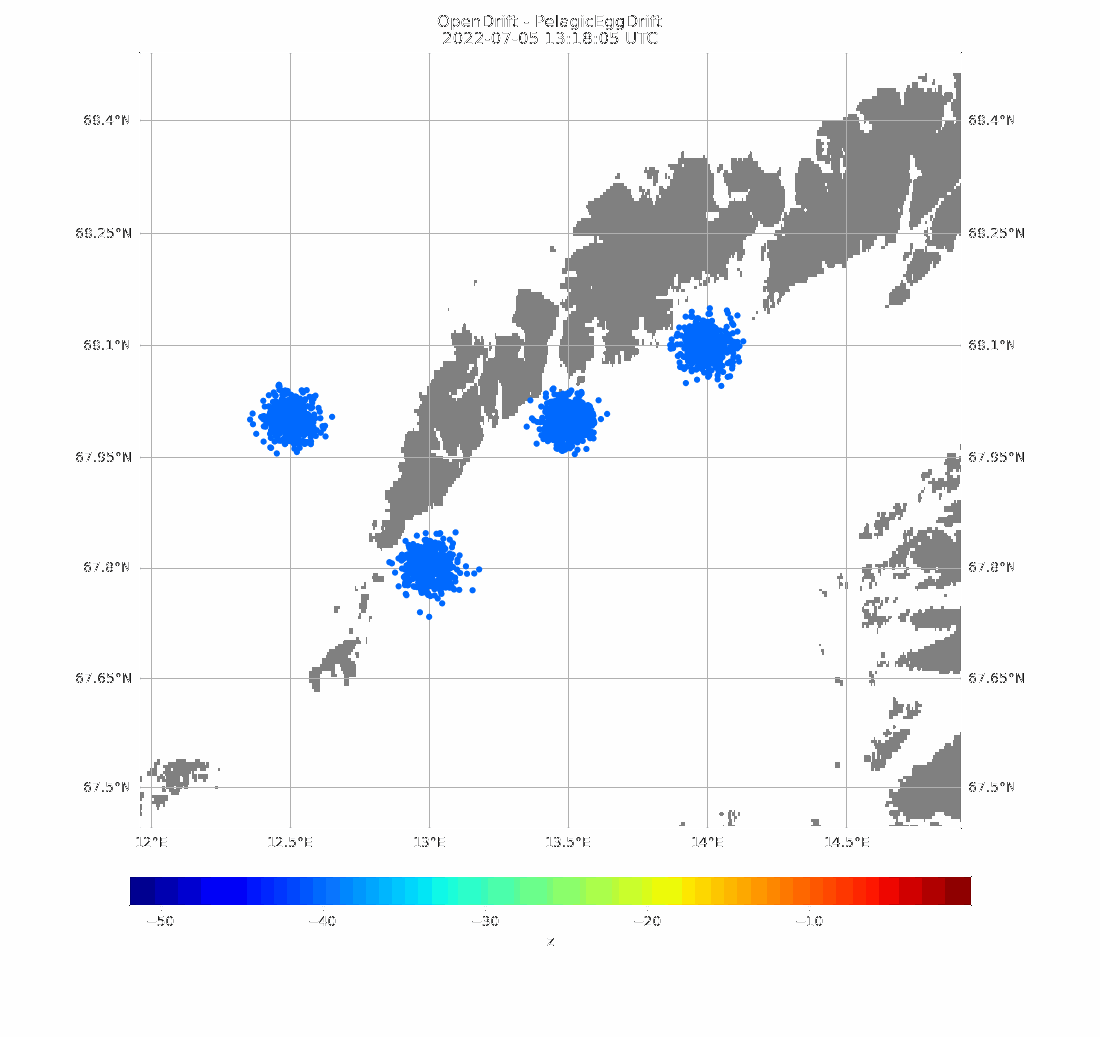 OpenDrift - PelagicEggDrift
2022-07-05 13:18:05 UTC
68.4°N 68.4°N
68.25°N 68.25°N
68.1°N 68.1°N
67.95°N 67.95°N
67.8°N 67.8°N
67.65°N 67.65°N
67.5°N 67.5°N
12°E 12.5°E 13°E 13.5°E 14°E 14.5°E
−50 −40 −30 −20 −10
z